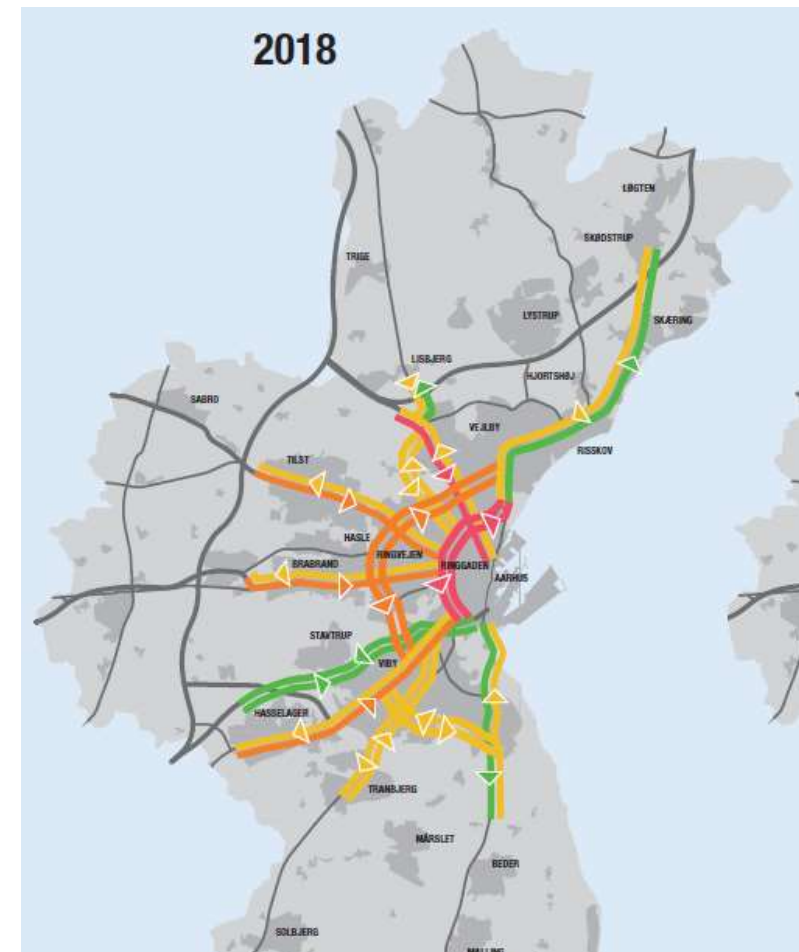 2018
LØGTEN
SKØDSTRUP
TRIGE
LYSTRUP
SKÆRING
LISBJERG
HJORTSHØJ
SABRO
VEJLBY
RISSKOV
TILST
HASLE
RINGVEJEN
BRABRAND
RINGGADEN
AARHUS
STAVTRUP
VIBY
HASSELAGER
TRANBJERG
MÅRSLET
BEDER
SOLBJERG
MALLING